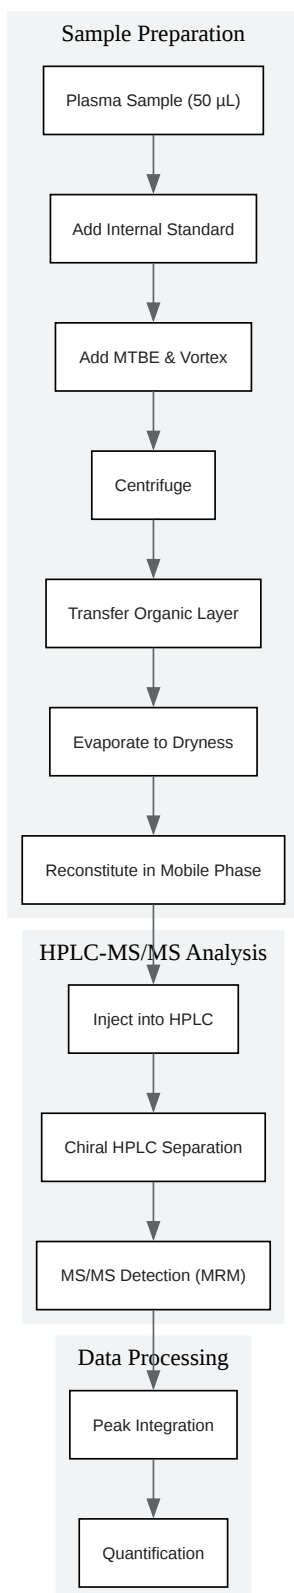 Sample Preparation
Plasma Sample (50 µL)
Add Internal Standard
Add MTBE & Vortex
Centrifuge
Transfer Organic Layer
Evaporate to Dryness
Reconstitute in Mobile Phase
HPLC-MS/MS Analysis
Inject into HPLC
Chiral HPLC Separation
MS/MS Detection (MRM)
Data Processing
Peak Integration
Quantification